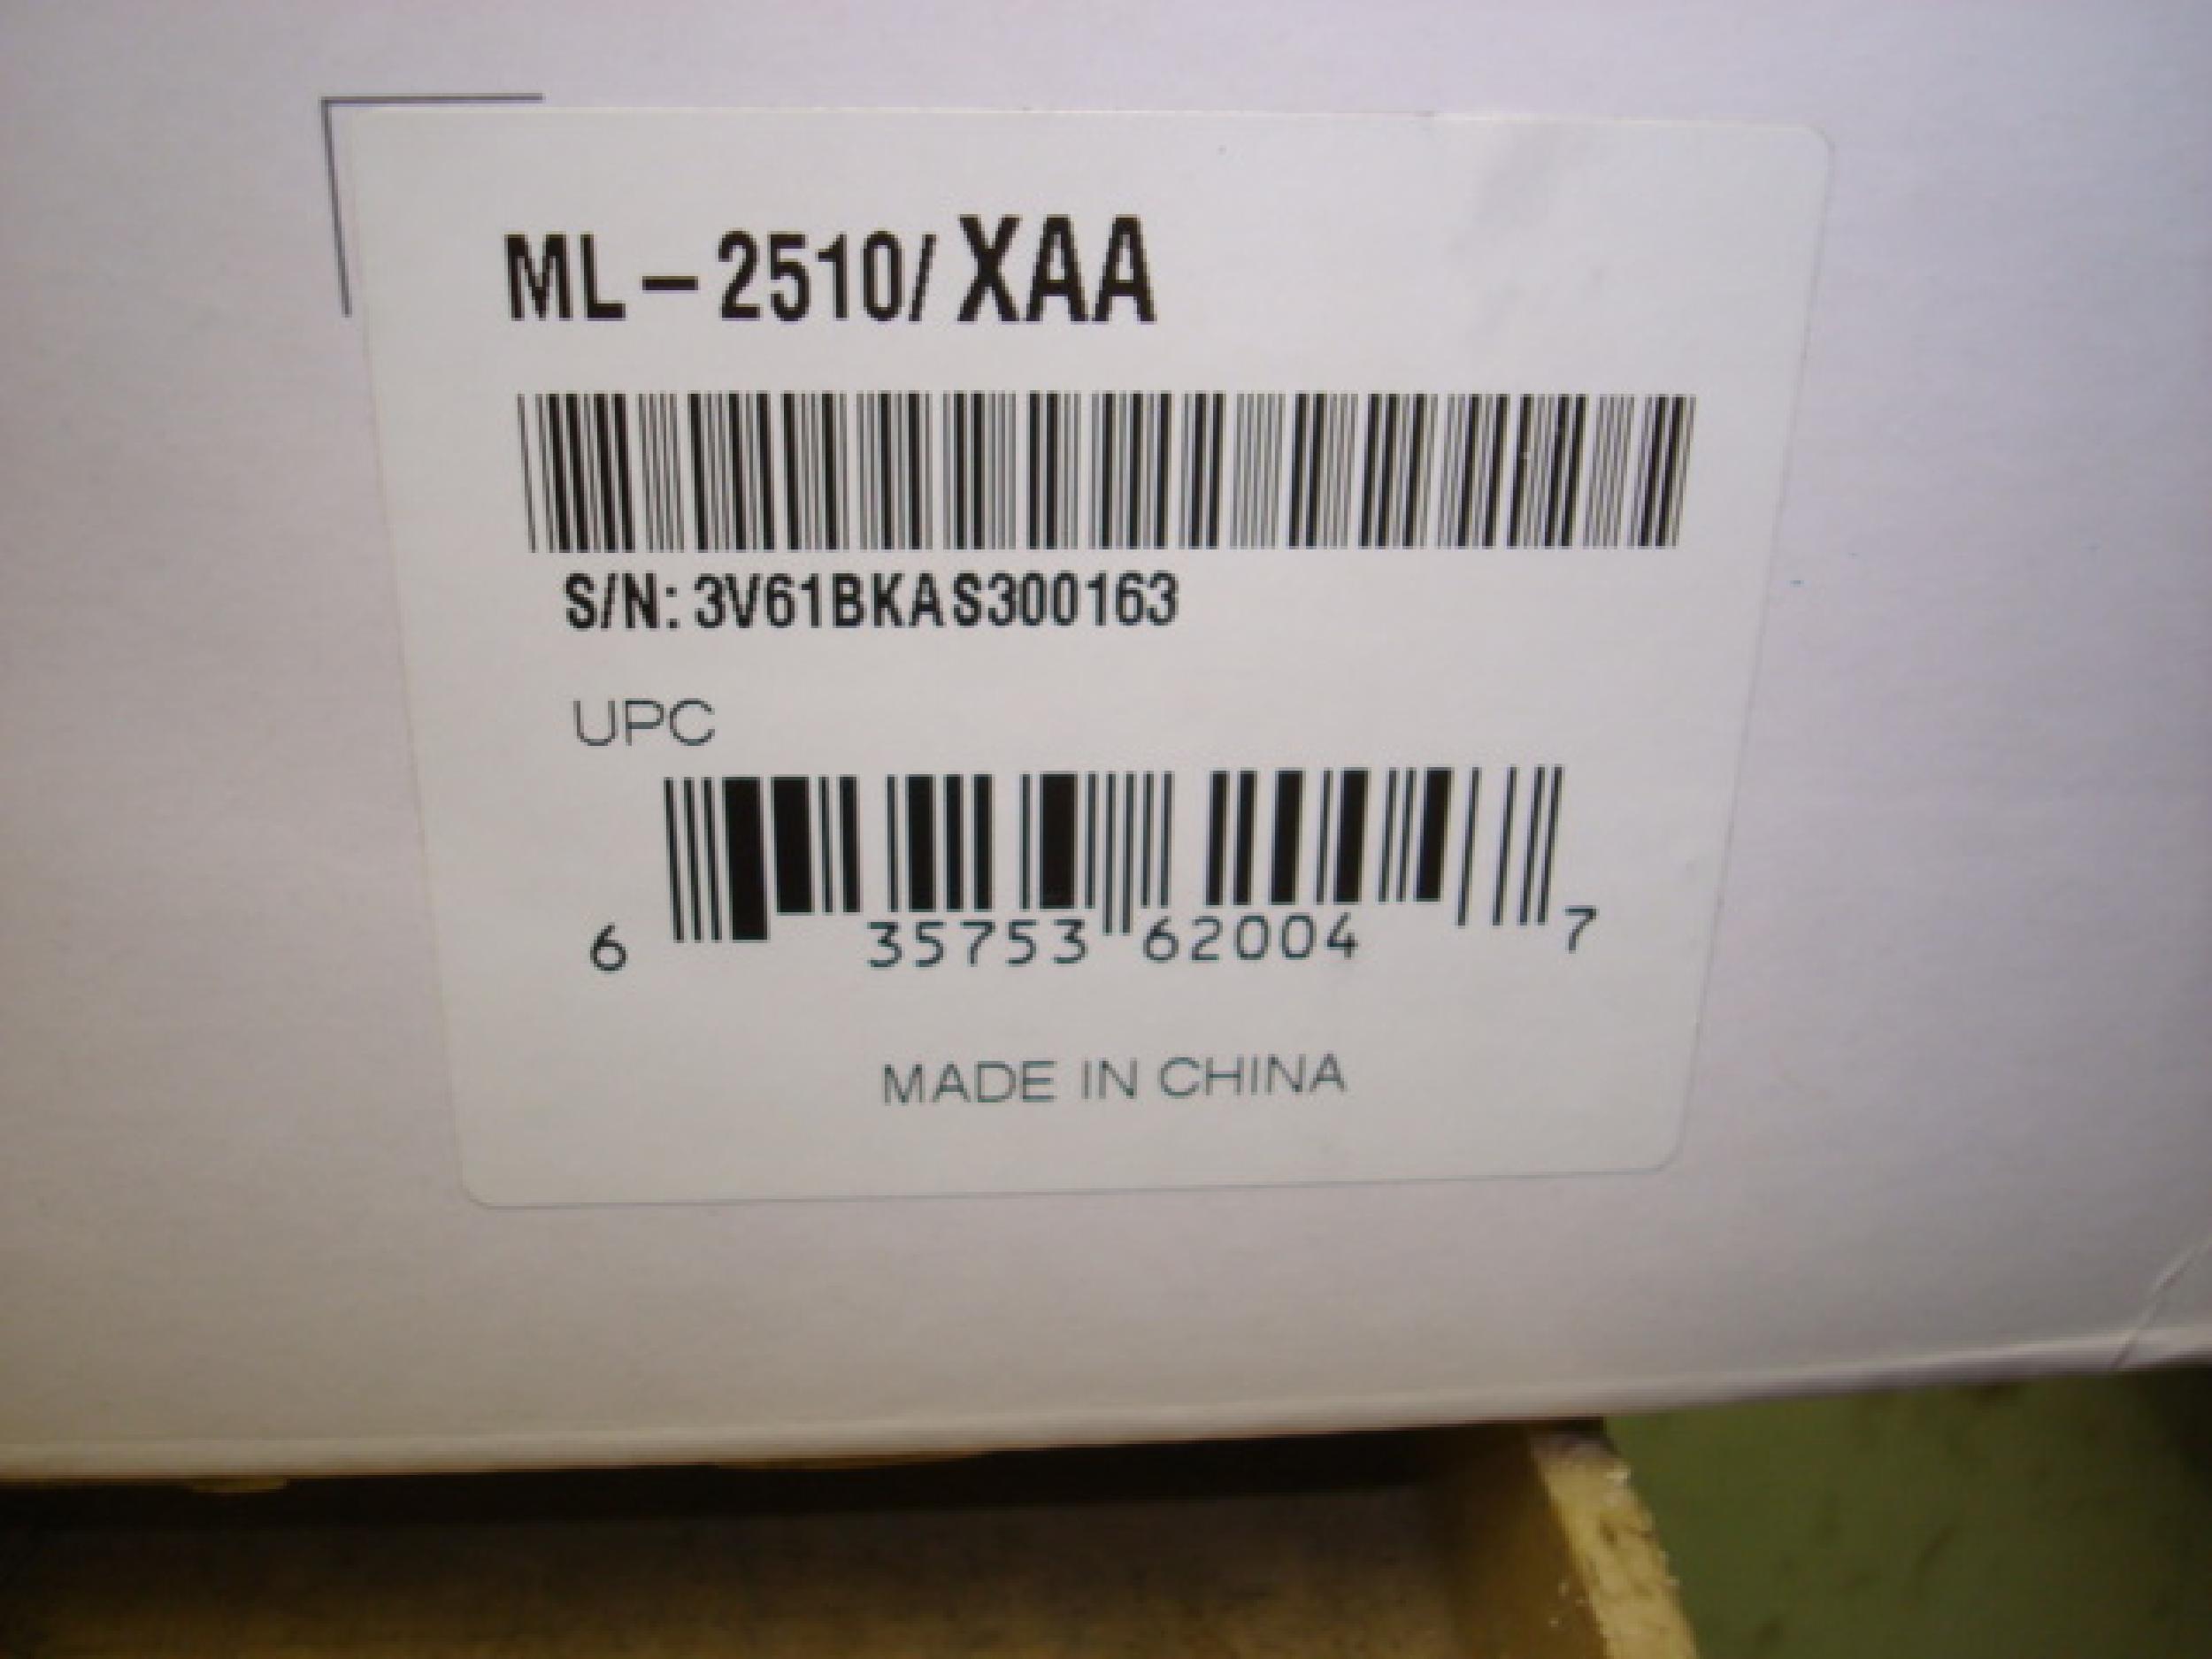 ML-2510/XAA
S/N: 3V61BKAS300163
UPC
6 35753 62004 7
MADE IN CHINA